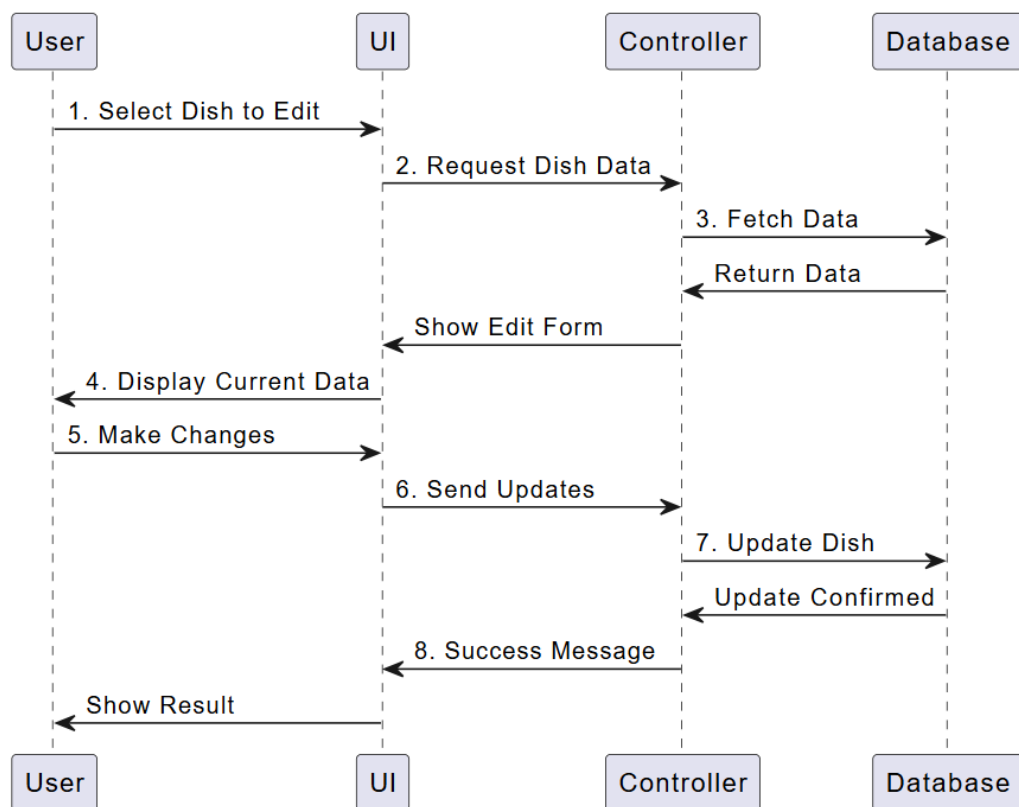 User
UI
Controller
Database
1. Select Dish to Edit
2. Request Dish Data
3. Fetch Data
Return Data
Show Edit Form
4. Display Current Data
5. Make Changes
6. Send Updates
7. Update Dish
Update Confirmed
8. Success Message
Show Result
User
UI
Controller
Database